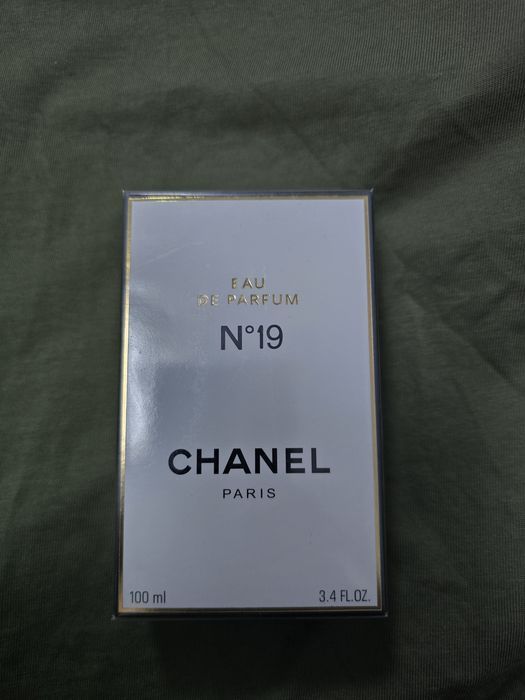 EAU
DE PARFUM
N°19
CHANEL
PARIS
100 ml 3.4 FL.OZ.